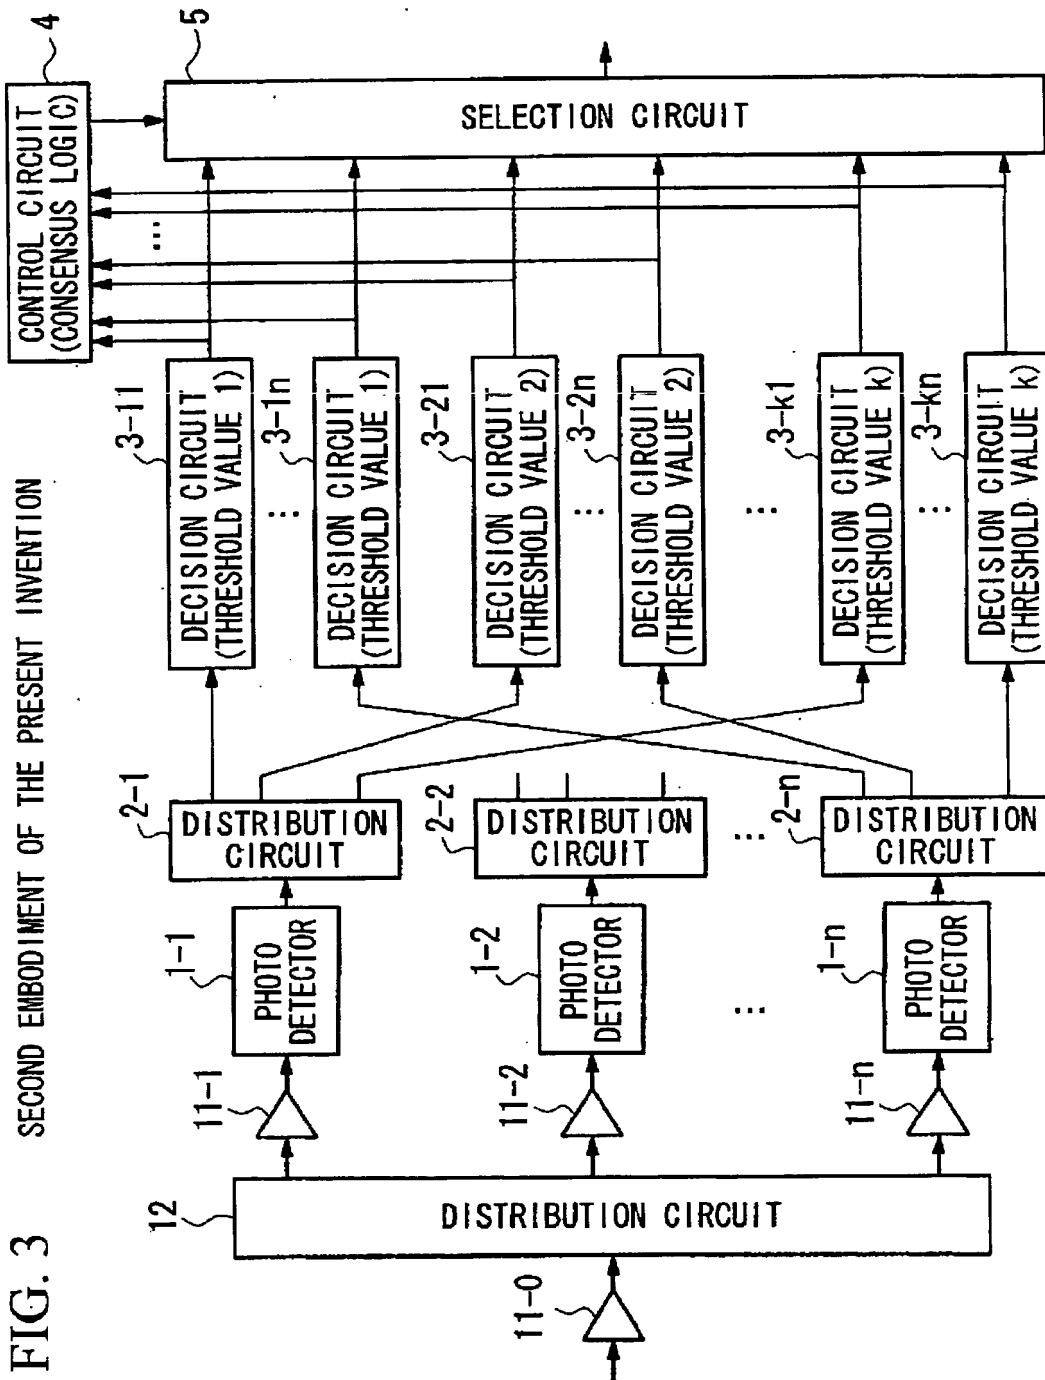 FIG. 3
SECOND EMBODIMENT OF THE PRESENT INVENTION
11-0
12
DISTRIBUTION CIRCUIT
11-1
11-2
11-n
1-1
PHOTO
DETECTOR
1-2
PHOTO
DETECTOR
...
1-n
PHOTO
DETECTOR
2-1
DISTRIBUTION
CIRCUIT
2-2
DISTRIBUTION
CIRCUIT
...
2-n
DISTRIBUTION
CIRCUIT
3-11
DECISION CIRCUIT
(THRESHOLD VALUE 1)
...
3-1n
DECISION CIRCUIT
(THRESHOLD VALUE 1)
3-21
DECISION CIRCUIT
(THRESHOLD VALUE 2)
...
3-2n
DECISION CIRCUIT
(THRESHOLD VALUE 2)
...
3-k1
DECISION CIRCUIT
(THRESHOLD VALUE k)
...
3-kn
DECISION CIRCUIT
(THRESHOLD VALUE k)
4
CONTROL CIRCUIT
(CONSENSUS LOGIC)
...
5
SELECTION CIRCUIT